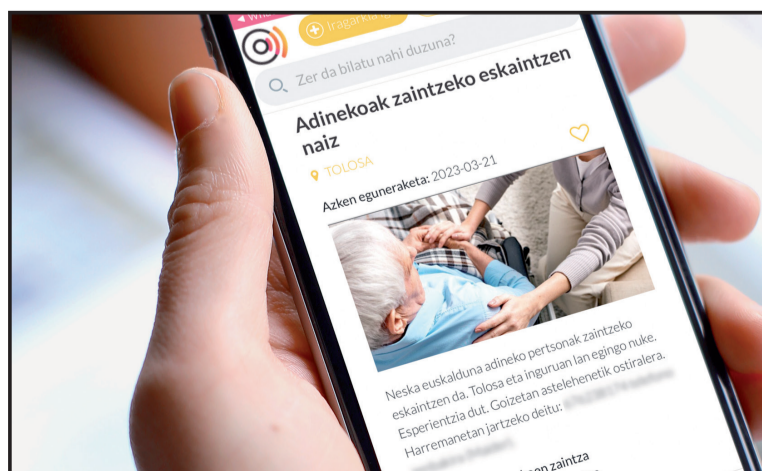 Iragarki
Zer da bilatu nahi duzuna?
Adinekoak zaintzeko eskaintzen
naiz
TOLOSA
Azken eguneraketa: 2023-03-21
Neska euskalduna adineko pertsonak zaintzeko
eskaintzen da. Tolosa eta inguruan lan egingo nuke.
Esperientzia dut. Goizetan astelehenetik ostiralera.
Harremanetan jartzeko deitu:
zaintza